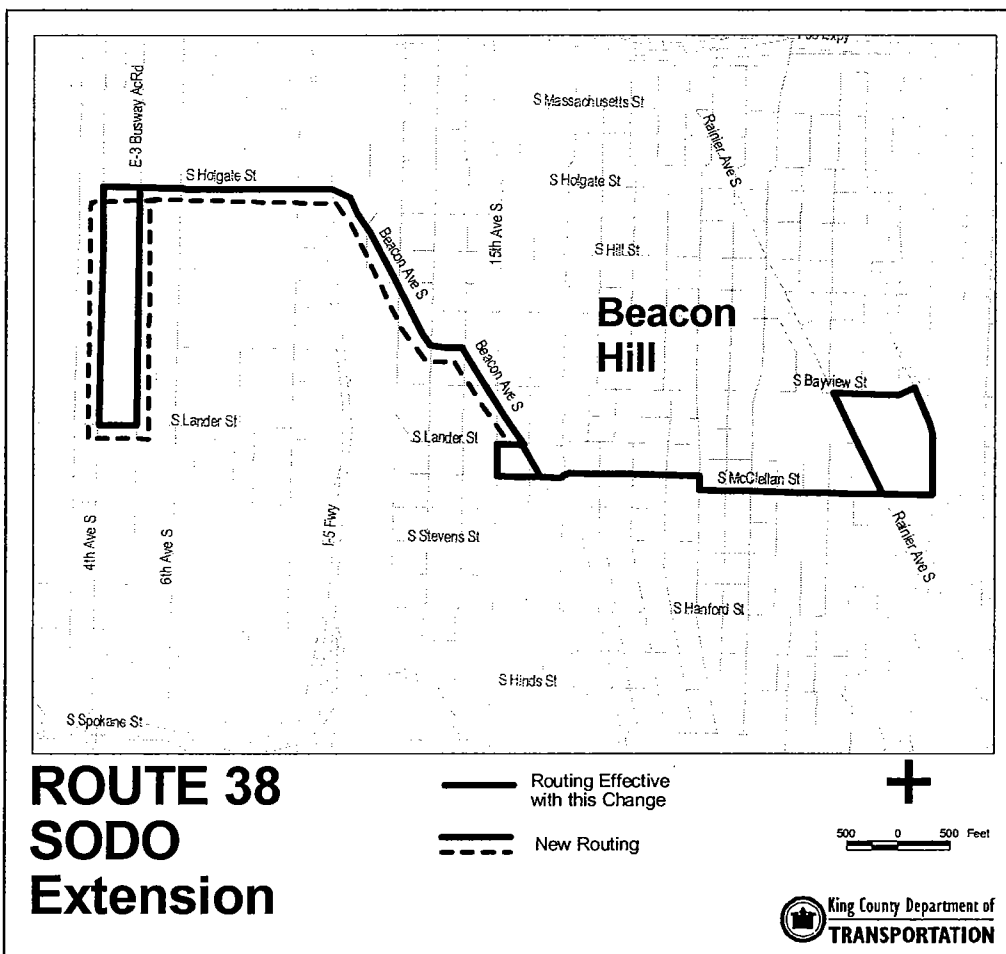 E-3 Busway AcRd
S Massachusetts St
Rainier Ave S
S Holgate St
S Holgate St
15th Ave S
Beacon Ave S
S Hill St
Beacon
Hill
Beacon Ave S
S Bayview St
S Lander St
S Lander St
S McClellan St
4th Ave S
6th Ave S
I-5 Fwy
S Stevens St
Rainier Ave S
S Hanford St
S Hinds St
S Spokane St
ROUTE 38
SODO
Extension
Routing Effective
with this Change
New Routing
500 0 500 Feet
King County Department of
TRANSPORTATION